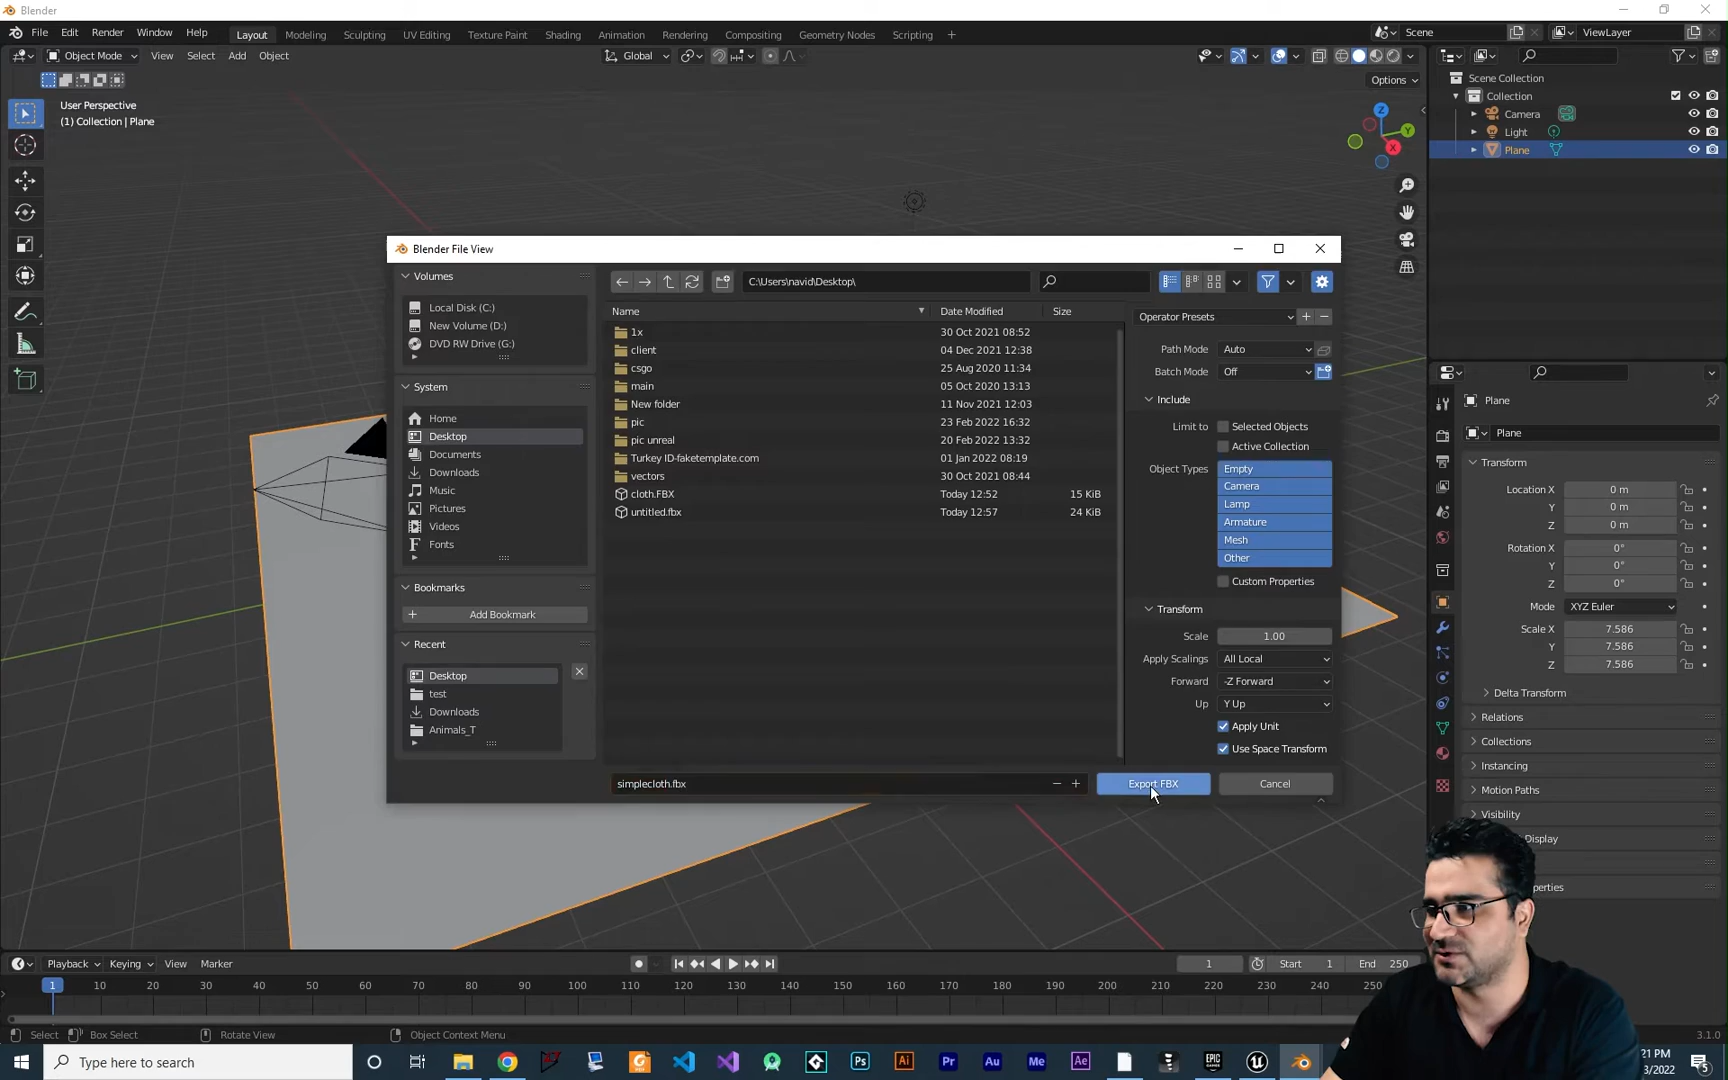 Blender
File Edit Render Window Help Layout Modeling Sculpting UV Editing Texture Paint Shading Animation Rendering Compositing Geometry Nodes Scripting + Scene ViewLayer
Object Mode View Select Add Object Global
Options
User Perspective
(1) Collection | Plane
Z
Y
X
Scene Collection
Collection
Camera
Light
Plane
Blender File View
Volumes
Local Disk (C:)
New Volume (D:)
DVD RW Drive (G:)
System
Home
Desktop
Documents
Downloads
Music
Pictures
Videos
Fonts
Bookmarks
+ Add Bookmark
Recent
Desktop
test
Downloads
Animals_T
C:\Users\navid\Desktop\
Name Date Modified Size
1x 30 Oct 2021 08:52
client 04 Dec 2021 12:38
csgo 25 Aug 2020 11:34
main 05 Oct 2020 13:13
New folder 11 Nov 2021 12:03
pic 23 Feb 2022 16:32
pic unreal 20 Feb 2022 13:32
Turkey ID-faketemplate.com 01 Jan 2022 08:19
vectors 30 Oct 2021 08:44
cloth.FBX Today 12:52 15 KiB
untitled.fbx Today 12:57 24 KiB
Operator Presets + −
Path Mode Auto
Batch Mode Off
Include
Limit to Selected Objects
Active Collection
Object Types Empty
Camera
Lamp
Armature
Mesh
Other
Custom Properties
Transform
Scale 1.00
Apply Scalings All Local
Forward -Z Forward
Up Y Up
Apply Unit
Use Space Transform
simplecloth.fbx − + Export FBX Cancel
Plane
Plane
Transform
Location X 0 m
Y 0 m
Z 0 m
Rotation X 0°
Y 0°
Z 0°
Mode XYZ Euler
Scale X 7.586
Y 7.586
Z 7.586
Delta Transform
Relations
Collections
Instancing
Motion Paths
Visibility
Display
operties
Playback Keying View Marker 1 Start 1 End 250
1 10 20 30 40 50 60 70 80 90 100 110 120 130 140 150 160 170 180 190 200 210 220 230 240 250
Select Box Select Rotate View Object Context Menu 3.1.0
Type here to search Ps Ai Pr Au Me Ae EPIC GAMES 21 PM
3/2022
5